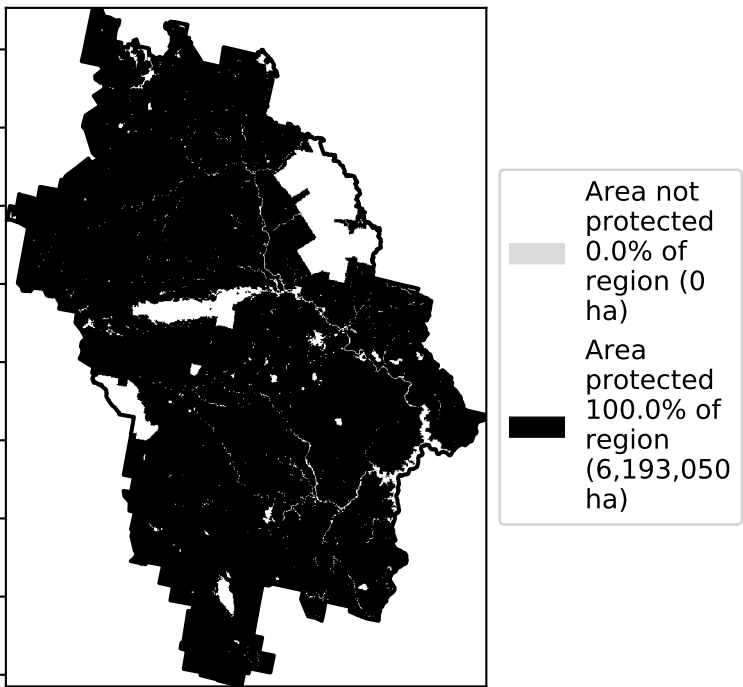 Area not
protected
0.0% of
region (0
ha)
Area
protected
100.0% of
region
(6,193,050
ha)